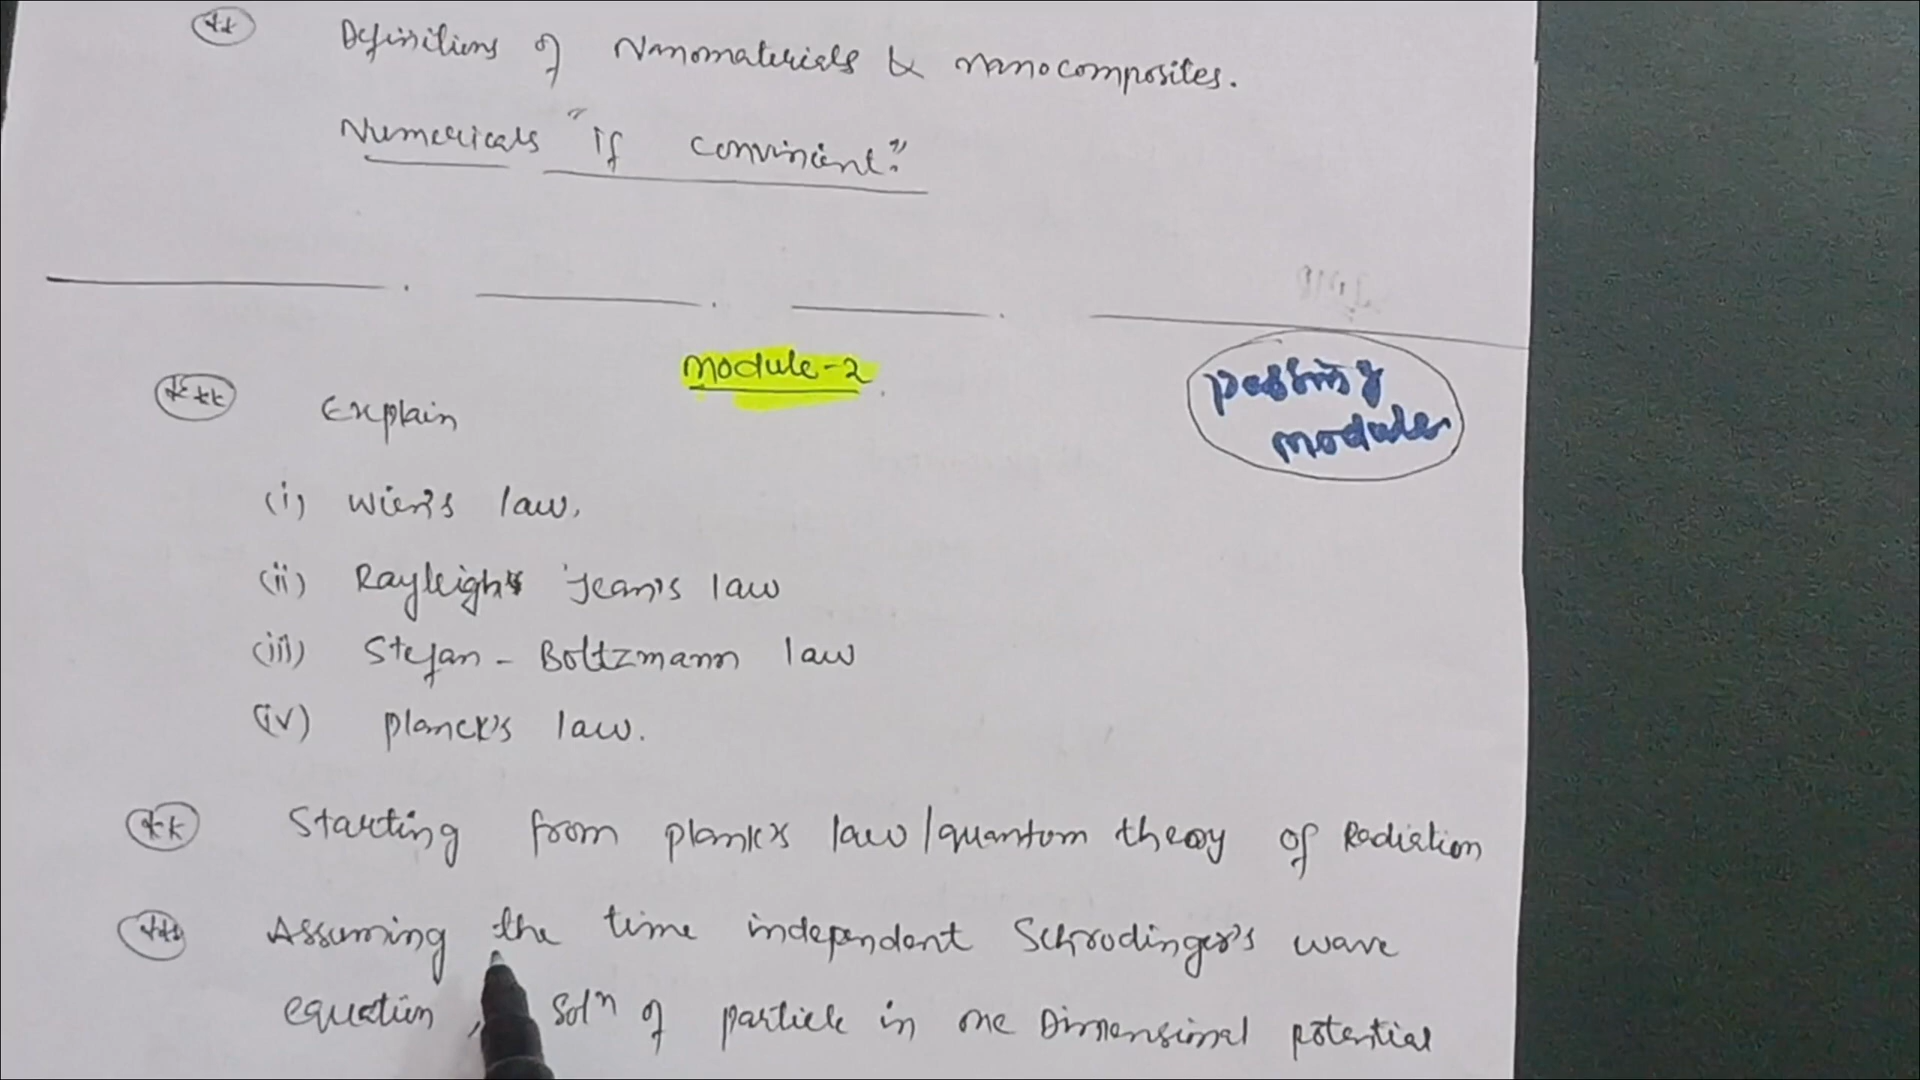 ** Definitions of Nanomaterials & nanocomposites.
Numericals "if convinient."
Module-2
passing
module
*** Explain
(i) Wien's law.
(ii) Rayleigh Jean's law
(iii) Stefan - Boltzmann law
(iv) planck's law.
** Starting from plank's law/quantum theory of Radiation
*** Assuming the time independent Schrodinger's wave
equation, Solⁿ of particle in one Dimensional potential